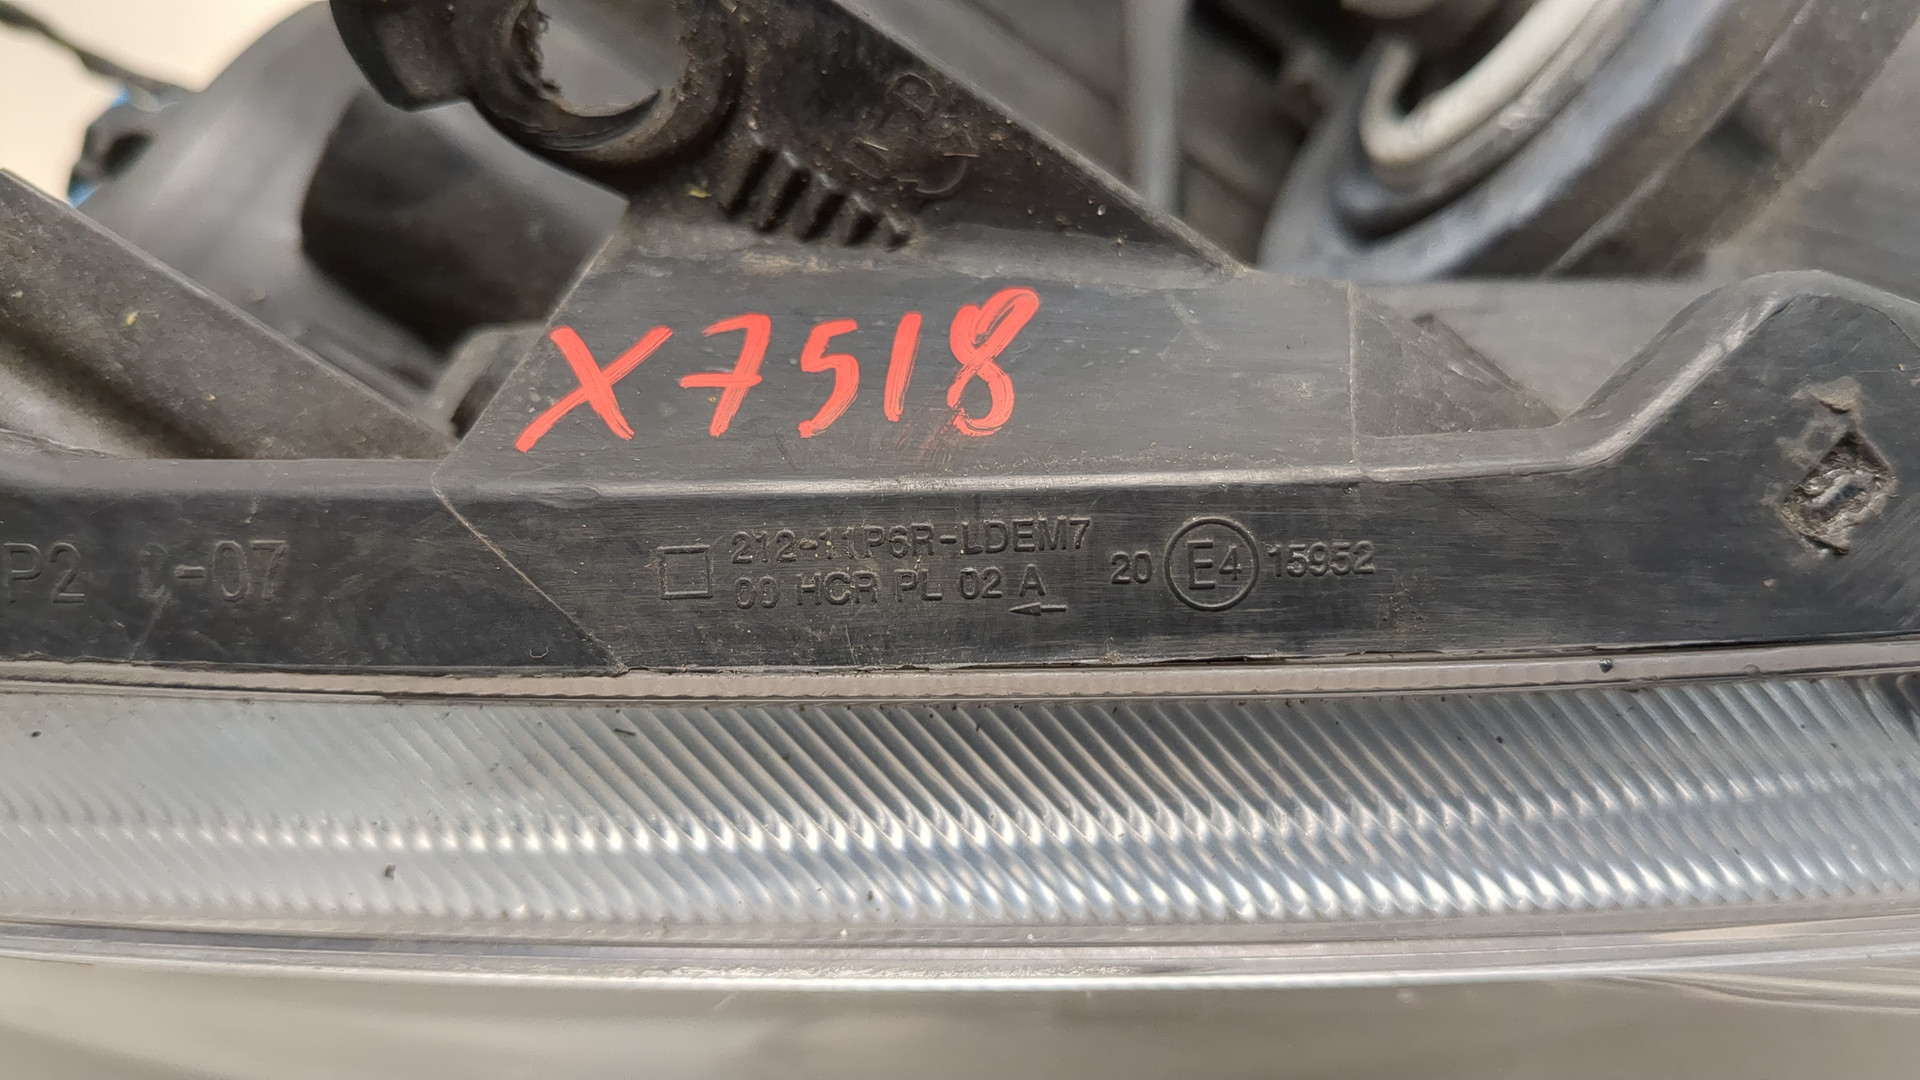 X7518
212-11P6R-LDEM7
00 HCR PL 02 A
20 E4 15952
P2 C-07